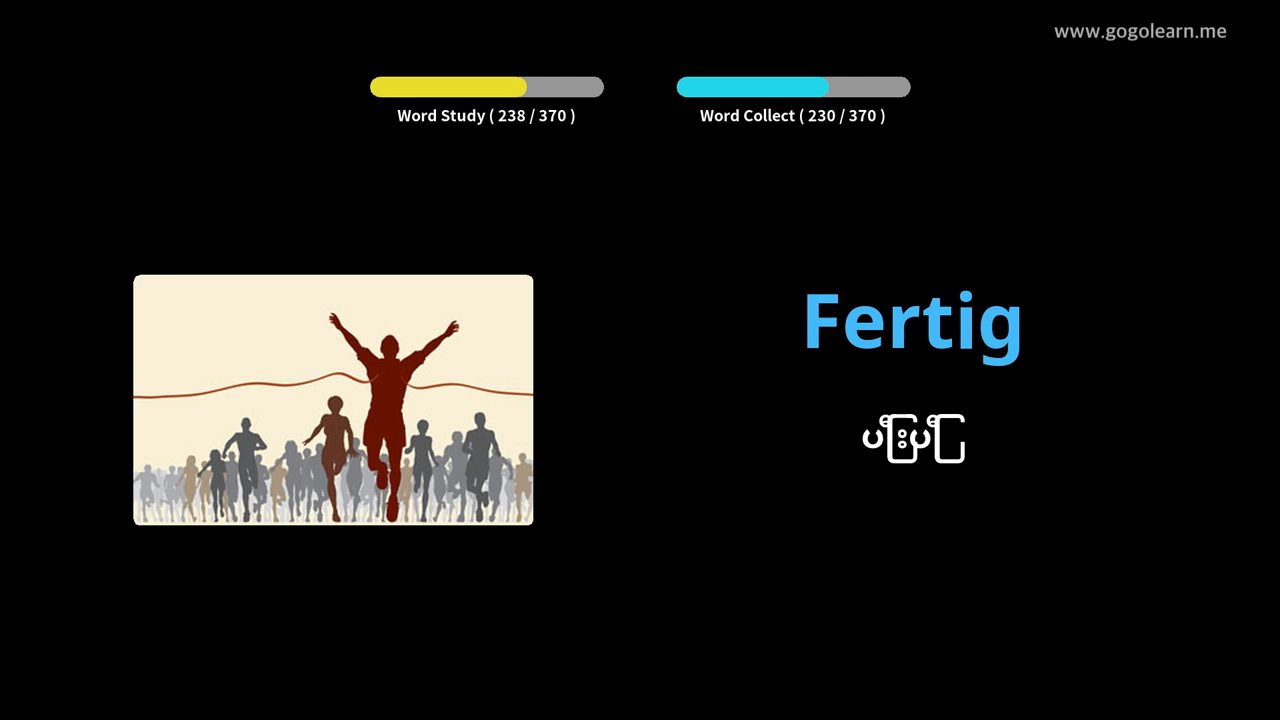 www.gogolearn.me
Word Study ( 238 / 370 )
Word Collect ( 230 / 370 )
Fertig
ပြီးပြီ